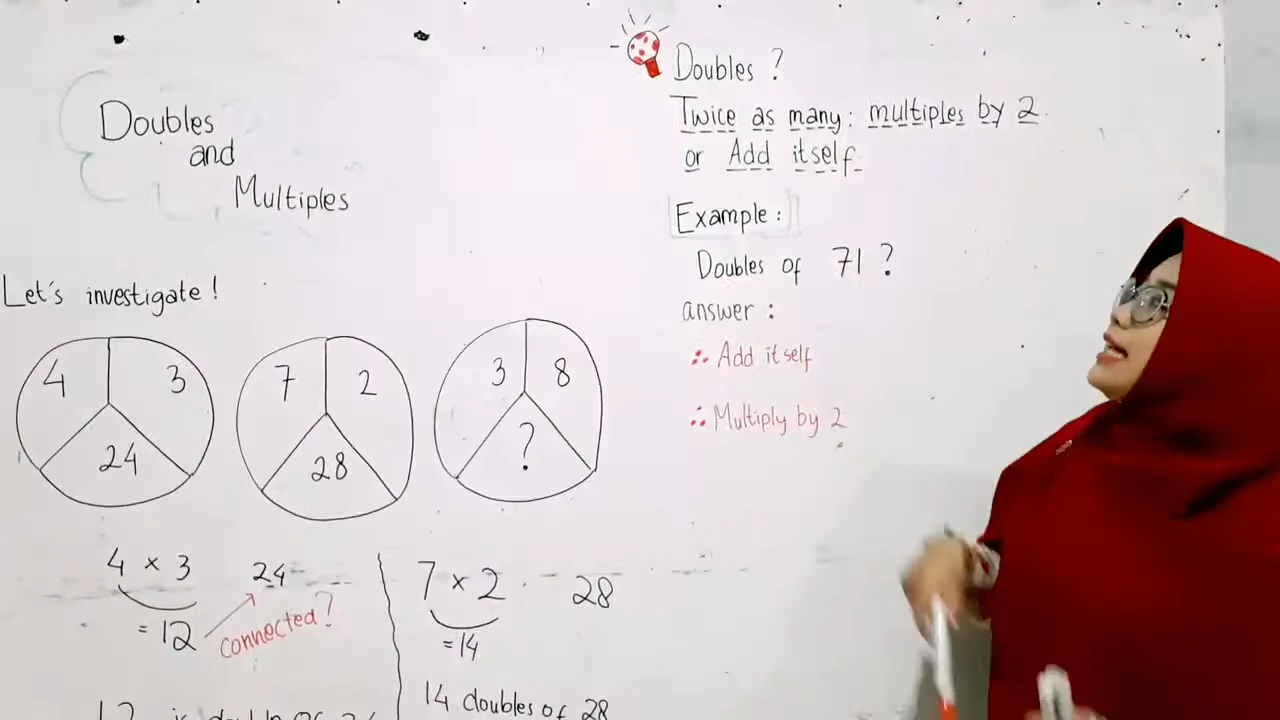 Doubles
and
Multiples
Let's investigate!
4 3
24
7 2
28
3 8
?
4 × 3 24
= 12 connected?
7 × 2 28
= 14
14 doubles of 28
Doubles ?
Twice as many: multiples by 2
or Add itself
Example:
Doubles of 71 ?
answer :
∴ Add itself
∴ Multiply by 2